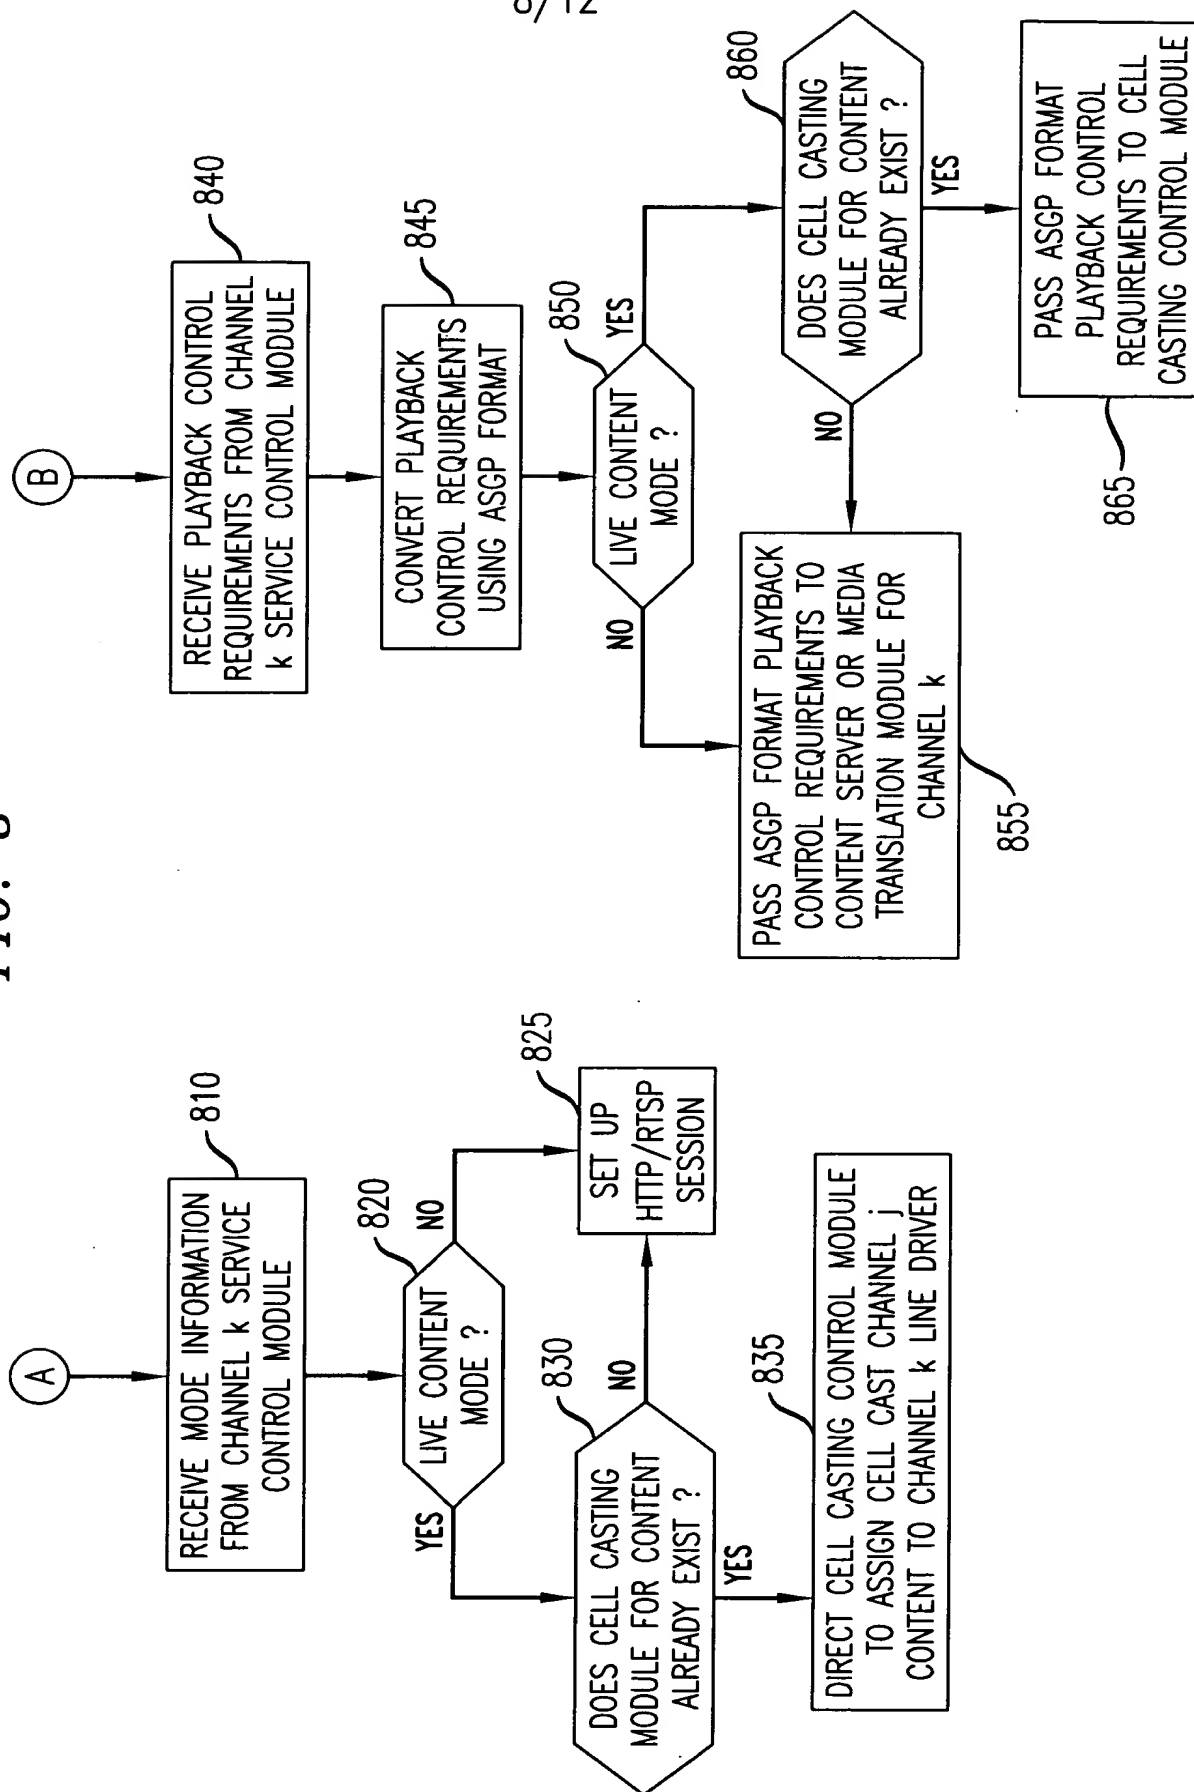 8/12
FIG. 8
A
RECEIVE MODE INFORMATION
FROM CHANNEL k SERVICE
CONTROL MODULE
810
LIVE CONTENT
MODE ?
820
YES
NO
SET UP
HTTP/RTSP
SESSION
825
DOES CELL CASTING
MODULE FOR CONTENT
ALREADY EXIST ?
830
NO
YES
DIRECT CELL CASTING CONTROL MODULE
TO ASSIGN CELL CAST CHANNEL j
CONTENT TO CHANNEL k LINE DRIVER
835
B
RECEIVE PLAYBACK CONTROL
REQUIREMENTS FROM CHANNEL
k SERVICE CONTROL MODULE
840
CONVERT PLAYBACK
CONTROL REQUIREMENTS
USING ASGP FORMAT
845
LIVE CONTENT
MODE ?
850
NO
YES
PASS ASGP FORMAT PLAYBACK
CONTROL REQUIREMENTS TO
CONTENT SERVER OR MEDIA
TRANSLATION MODULE FOR
CHANNEL k
855
DOES CELL CASTING
MODULE FOR CONTENT
ALREADY EXIST ?
860
NO
YES
PASS ASGP FORMAT
PLAYBACK CONTROL
REQUIREMENTS TO CELL
CASTING CONTROL MODULE
865